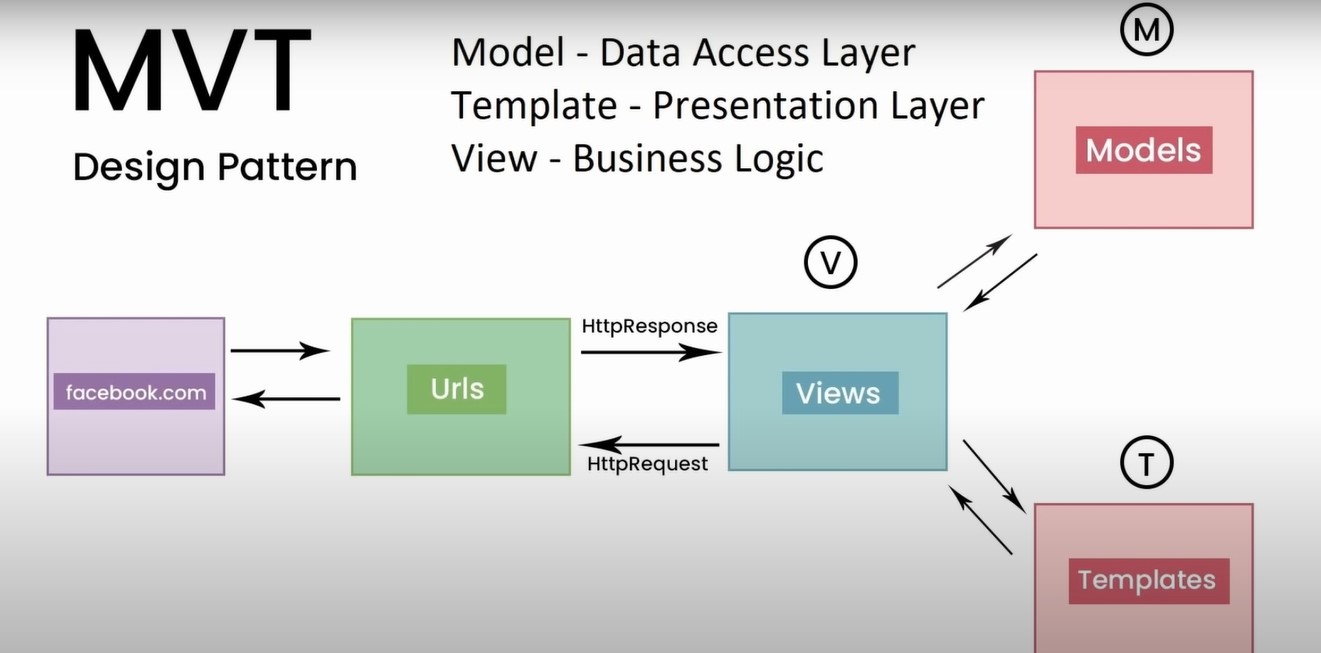 MVT
Design Pattern
Model - Data Access Layer
Template - Presentation Layer
View - Business Logic
M
Models
V
facebook.com
Urls
HttpResponse
HttpRequest
Views
T
Templates